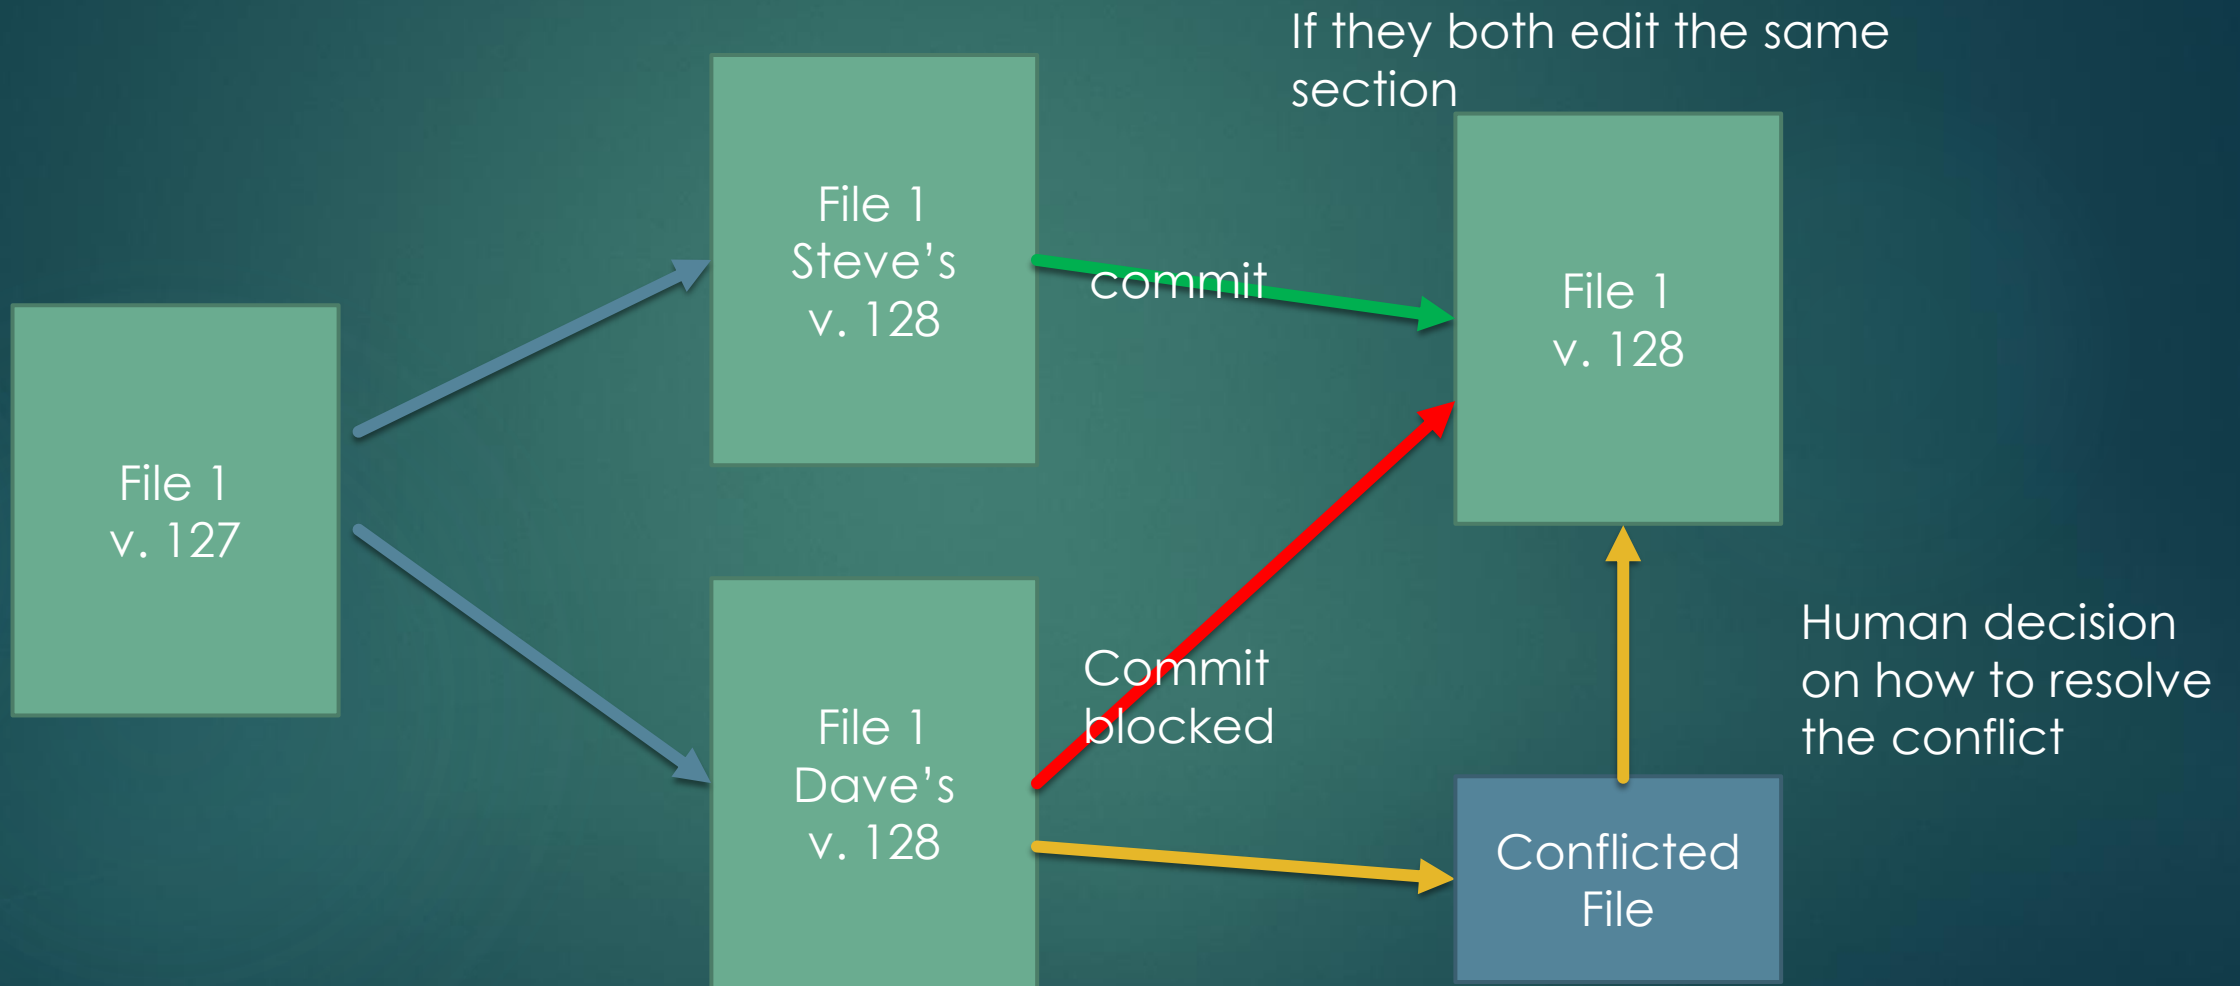 If they both edit the same
section
File 1
Steve’s
v. 128
commit
File 1
v. 128
File 1
v. 127
Commit
blocked
File 1
Dave’s
v. 128
Human decision
on how to resolve
the conflict
Conflicted
File